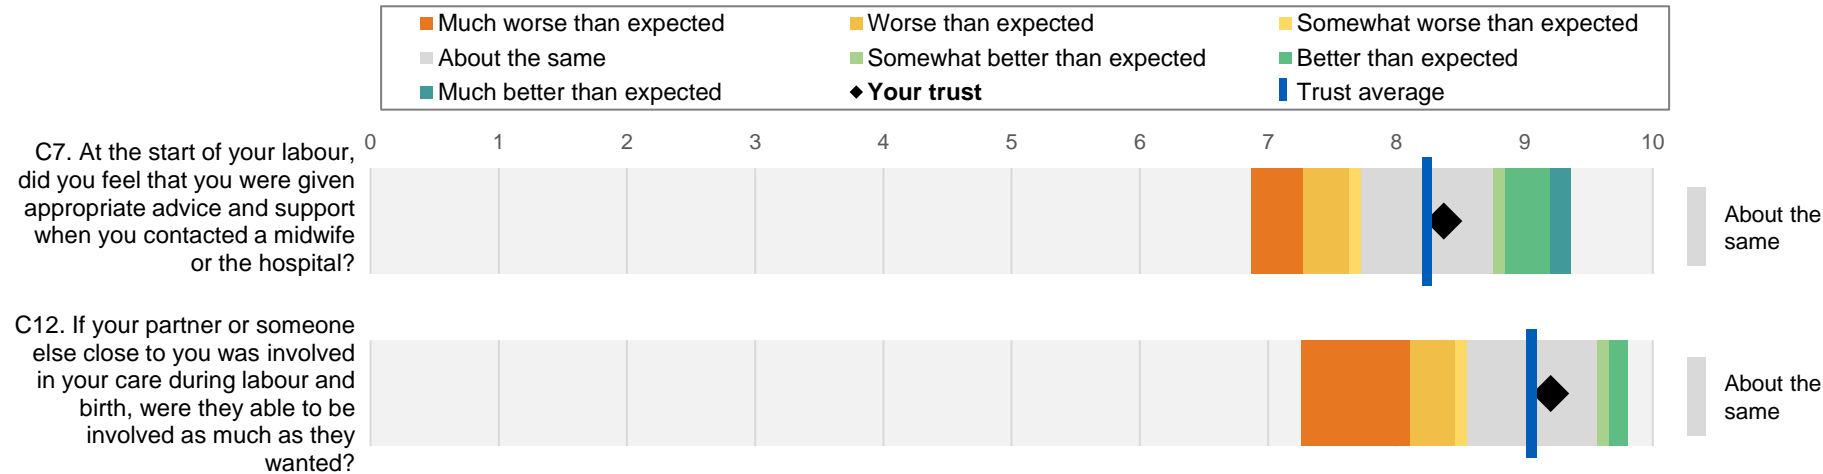 Much worse than expected
Worse than expected
Somewhat worse than expected
About the same
Somewhat better than expected
Better than expected
Much better than expected
Your trust
Trust average
0 1 2 3 4 5 6 7 8 9 10
C7. At the start of your labour,
did you feel that you were given
appropriate advice and support
when you contacted a midwife
or the hospital?
About the
same
C12. If your partner or someone
else close to you was involved
in your care during labour and
birth, were they able to be
involved as much as they
wanted?
About the
same